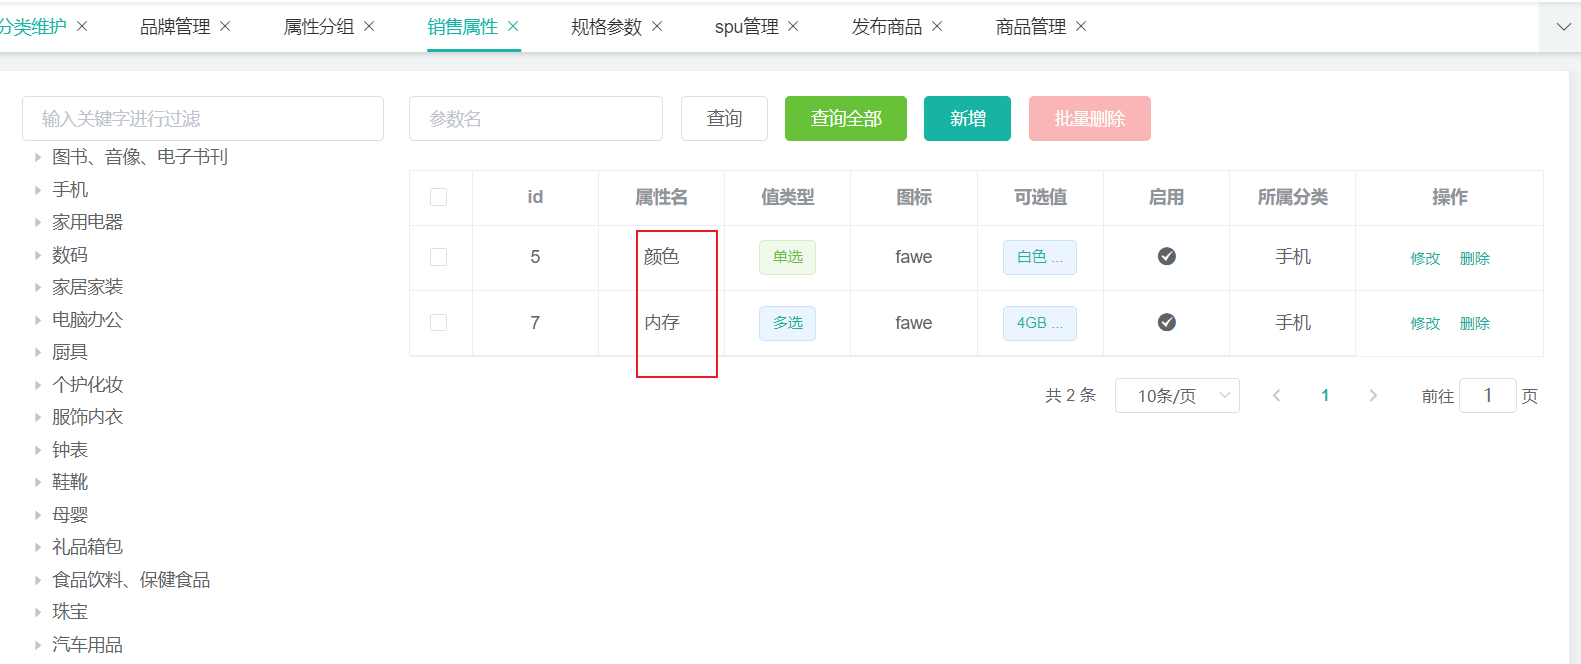 分类维护 品牌管理 属性分组 销售属性 规格参数 spu管理 发布商品 商品管理
输入关键字进行过滤 参数名 查询 查询全部 新增 批量删除
图书、音像、电子书刊
手机
家用电器
数码
家居家装
电脑办公
厨具
个护化妆
服饰内衣
钟表
鞋靴
母婴
礼品箱包
食品饮料、保健食品
珠宝
汽车用品
id 属性名 值类型 图标 可选值 启用 所属分类 操作
5 颜色 单选 fawe 白色 ... 手机 修改 删除
7 内存 多选 fawe 4GB ... 手机 修改 删除
共 2 条 10条/页 1 前往 1 页